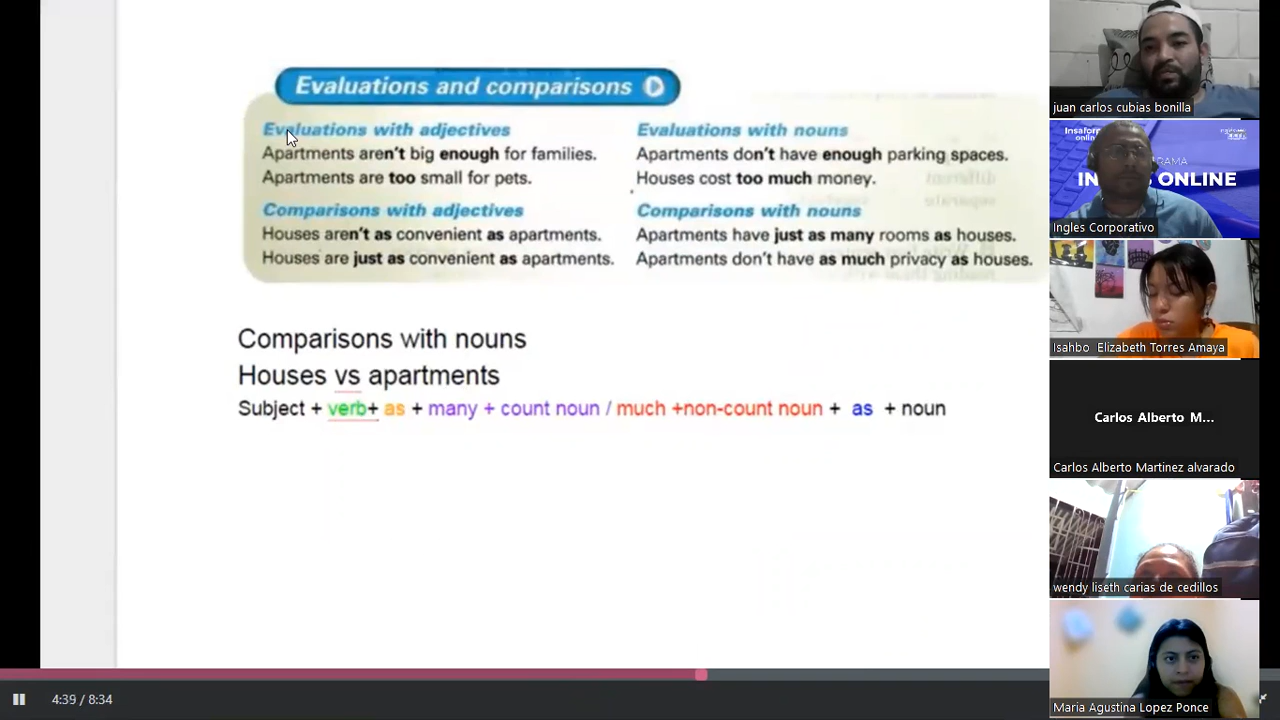 Evaluations and comparisons
Evaluations with adjectives
Apartments aren't big enough for families.
Apartments are too small for pets.
Comparisons with adjectives
Houses aren't as convenient as apartments.
Houses are just as convenient as apartments.
Evaluations with nouns
Apartments don't have enough parking spaces.
Houses cost too much money.
Comparisons with nouns
Apartments have just as many rooms as houses.
Apartments don't have as much privacy as houses.
different
separate
Comparisons with nouns
Houses vs apartments
Subject + verb+ as + many + count noun / much +non-count noun + as + noun
4:39 / 8:34
juan carlos cubias bonilla
ONLINE
Ingles Corporativo
Isahbo Elizabeth Torres Amaya
Carlos Alberto M...
Carlos Alberto Martinez alvarado
wendy liseth carias de cedillos
Maria Agustina Lopez Ponce